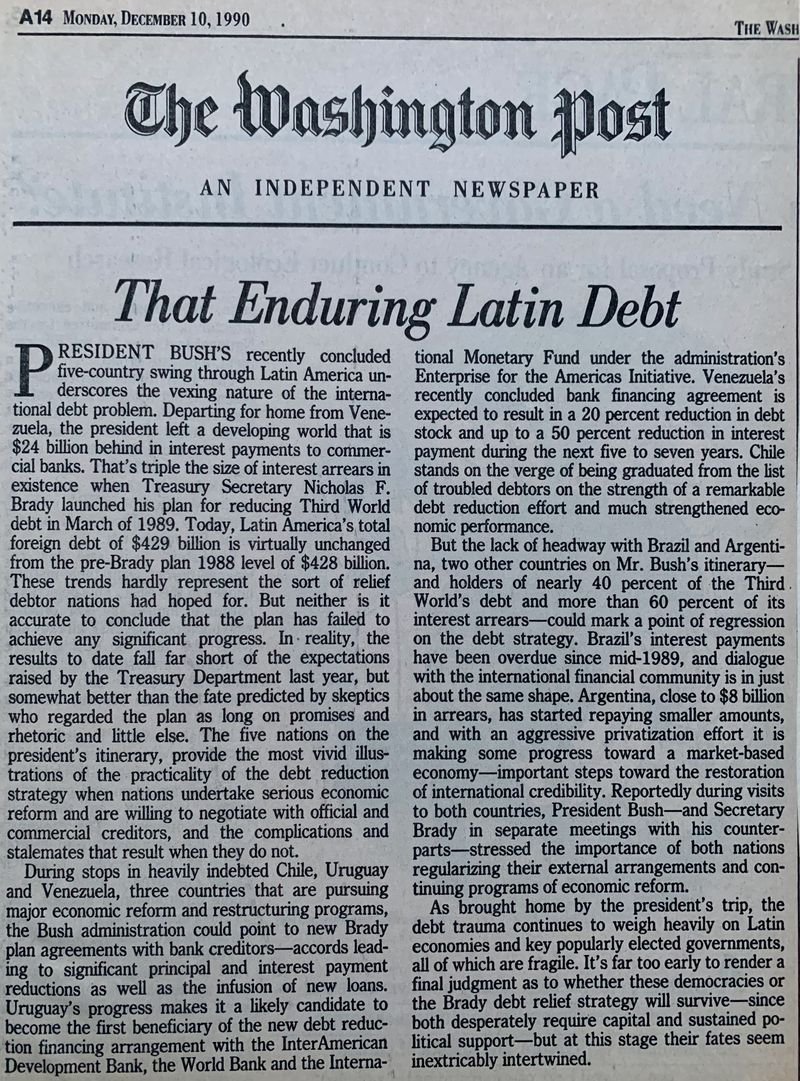 A14 MONDAY, DECEMBER 10, 1990
THE WASH
The Washington Post
AN INDEPENDENT NEWSPAPER
That Enduring Latin Debt
PRESIDENT BUSH'S recently concluded
five-country swing through Latin America un-
derscores the vexing nature of the interna-
tional debt problem. Departing for home from Vene-
zuela, the president left a developing world that is
$24 billion behind in interest payments to commer-
cial banks. That's triple the size of interest arrears in
existence when Treasury Secretary Nicholas F.
Brady launched his plan for reducing Third World
debt in March of 1989. Today, Latin America's total
foreign debt of $429 billion is virtually unchanged
from the pre-Brady plan 1988 level of $428 billion.
These trends hardly represent the sort of relief
debtor nations had hoped for. But neither is it
accurate to conclude that the plan has failed to
achieve any significant progress. In reality, the
results to date fall far short of the expectations
raised by the Treasury Department last year, but
somewhat better than the fate predicted by skeptics
who regarded the plan as long on promises and
rhetoric and little else. The five nations on the
president's itinerary, provide the most vivid illus-
trations of the practicality of the debt reduction
strategy when nations undertake serious economic
reform and are willing to negotiate with official and
commercial creditors, and the complications and
stalemates that result when they do not.
During stops in heavily indebted Chile, Uruguay
and Venezuela, three countries that are pursuing
major economic reform and restructuring programs,
the Bush administration could point to new Brady
plan agreements with bank creditors—accords lead-
ing to significant principal and interest payment
reductions as well as the infusion of new loans.
Uruguay's progress makes it a likely candidate to
become the first beneficiary of the new debt reduc-
tion financing arrangement with the InterAmerican
Development Bank, the World Bank and the Interna-
tional Monetary Fund under the administration's
Enterprise for the Americas Initiative. Venezuela's
recently concluded bank financing agreement is
expected to result in a 20 percent reduction in debt
stock and up to a 50 percent reduction in interest
payment during the next five to seven years. Chile
stands on the verge of being graduated from the list
of troubled debtors on the strength of a remarkable
debt reduction effort and much strengthened eco-
nomic performance.
But the lack of headway with Brazil and Argenti-
na, two other countries on Mr. Bush's itinerary—
and holders of nearly 40 percent of the Third
World's debt and more than 60 percent of its
interest arrears—could mark a point of regression
on the debt strategy. Brazil's interest payments
have been overdue since mid-1989, and dialogue
with the international financial community is in just
about the same shape. Argentina, close to $8 billion
in arrears, has started repaying smaller amounts,
and with an aggressive privatization effort it is
making some progress toward a market-based
economy—important steps toward the restoration
of international credibility. Reportedly during visits
to both countries, President Bush—and Secretary
Brady in separate meetings with his counter-
parts—stressed the importance of both nations
regularizing their external arrangements and con-
tinuing programs of economic reform.
As brought home by the president's trip, the
debt trauma continues to weigh heavily on Latin
economies and key popularly elected governments,
all of which are fragile. It's far too early to render a
final judgment as to whether these democracies or
the Brady debt relief strategy will survive—since
both desperately require capital and sustained po-
litical support—but at this stage their fates seem
inextricably intertwined.